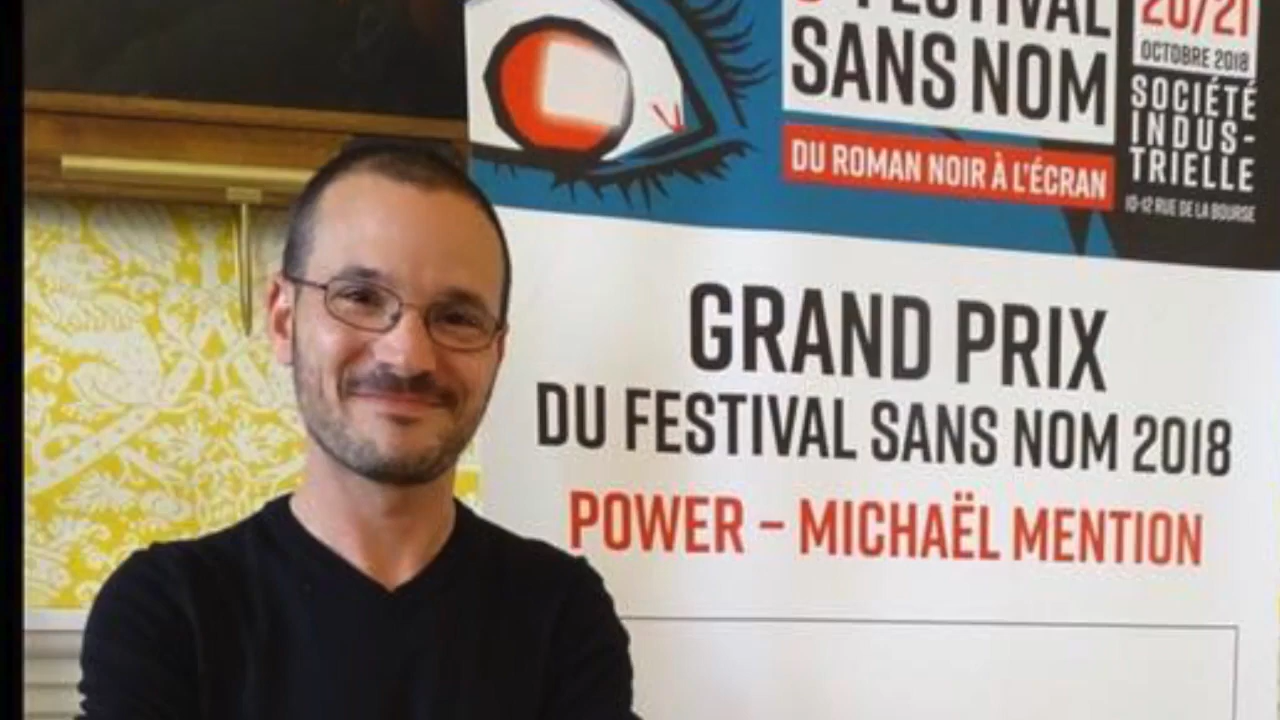 FESTIVAL
SANS NOM
DU ROMAN NOIR À L'ÉCRAN
20/21
OCTOBRE 2018
SOCIÉTÉ
INDUS-
TRIELLE
10-12 RUE DE LA BOURSE
GRAND PRIX
DU FESTIVAL SANS NOM 2018
POWER – MICHAËL MENTION